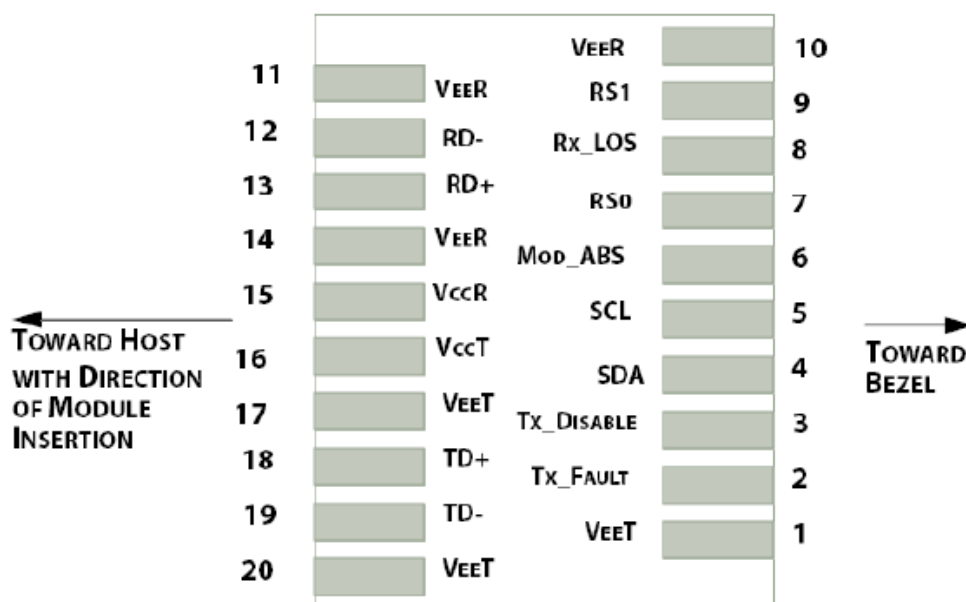 VEER 10
11 VEER
RS1 9
12 RD-
Rx_LOS 8
13 RD+
RS0 7
14 VEER
MOD_ABS 6
15 VCCR
SCL 5
TOWARD HOST
WITH DIRECTION
OF MODULE
INSERTION
TOWARD
BEZEL
16 VCCT
SDA 4
17 VEET
TX_DISABLE 3
18 TD+
TX_FAULT 2
19 TD-
VEET 1
20 VEET